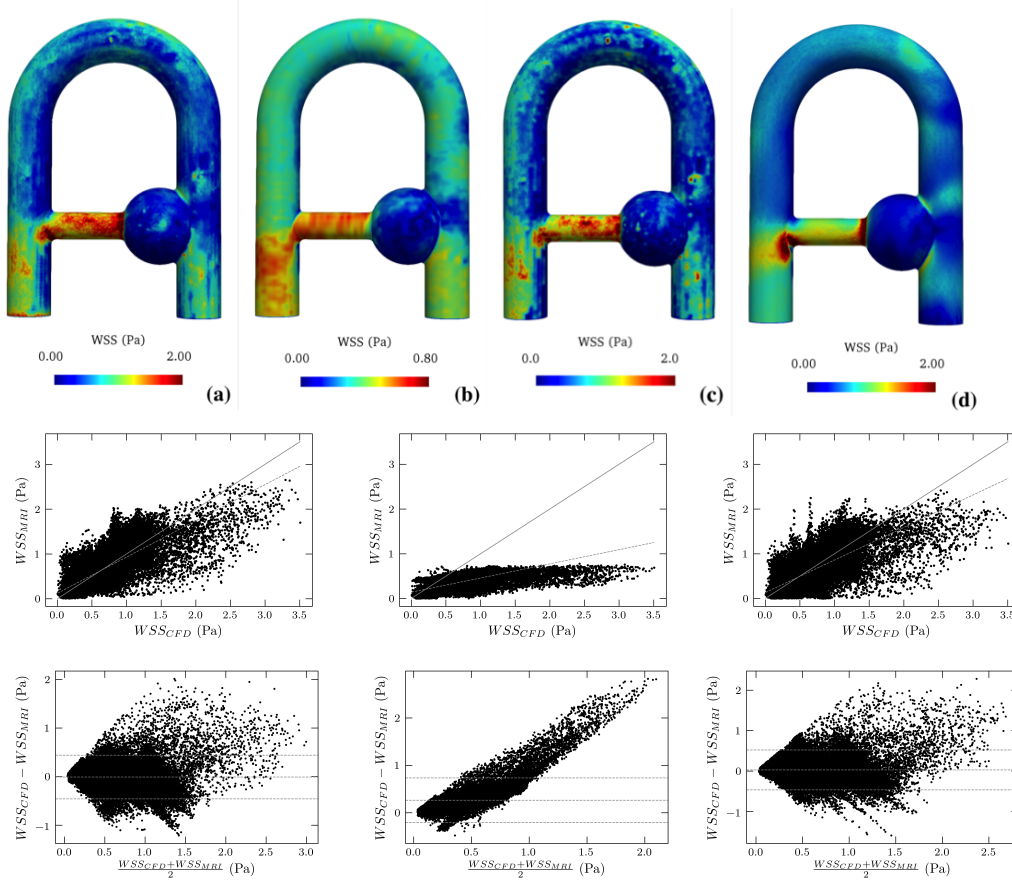 WSS (Pa)
0.00 2.00
(a)
WSS (Pa)
0.00 0.80
(b)
WSS (Pa)
0.0 2.0
(c)
WSS (Pa)
0.00 2.00
(d)
WSS_MRI (Pa)
3
2
1
0
0.0 0.5 1.0 1.5 2.0 2.5 3.0 3.5
WSS_CFD (Pa)
WSS_MRI (Pa)
3
2
1
0
0.0 0.5 1.0 1.5 2.0 2.5 3.0 3.5
WSS_CFD (Pa)
WSS_MRI (Pa)
3
2
1
0
0.0 0.5 1.0 1.5 2.0 2.5 3.0 3.5
WSS_CFD (Pa)
WSS_CFD − WSS_MRI (Pa)
2
1
0
−1
0.0 0.5 1.0 1.5 2.0 2.5 3.0
WSS_CFD+WSS_MRI
2 (Pa)
WSS_CFD − WSS_MRI (Pa)
2
1
0
0.0 0.5 1.0 1.5 2.0
WSS_CFD+WSS_MRI
2 (Pa)
WSS_CFD − WSS_MRI (Pa)
2
1
0
−1
0.0 0.5 1.0 1.5 2.0 2.5
WSS_CFD+WSS_MRI
2 (Pa)